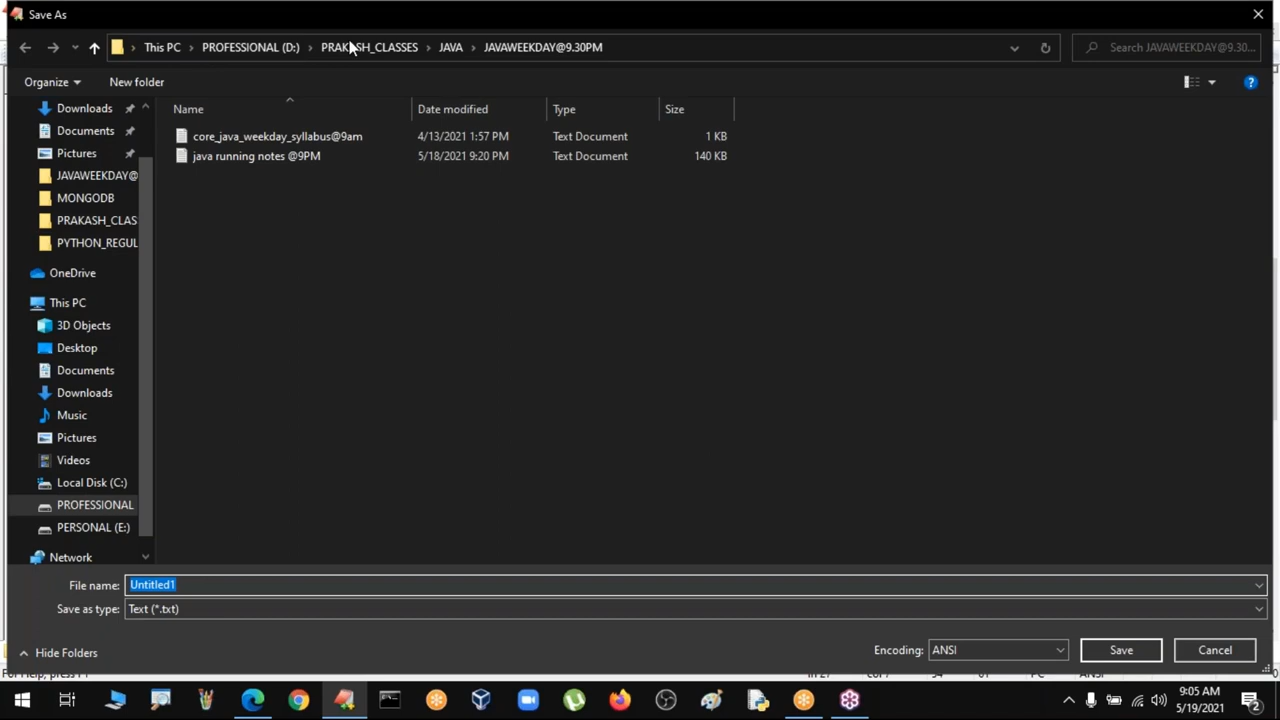 Save As
This PC PROFESSIONAL (D:) PRAKASH_CLASSES JAVA JAVAWEEKDAY@9.30PM
Search JAVAWEEKDAY@9.30...
Organize New folder
Name Date modified Type Size
core_java_weekday_syllabus@9am 4/13/2021 1:57 PM Text Document 1 KB
java running notes @9PM 5/18/2021 9:20 PM Text Document 140 KB
Downloads
Documents
Pictures
JAVAWEEKDAY@
MONGODB
PRAKASH_CLAS
PYTHON_REGUL
OneDrive
This PC
3D Objects
Desktop
Documents
Downloads
Music
Pictures
Videos
Local Disk (C:)
PROFESSIONAL
PERSONAL (E:)
Network
File name: Untitled1
Save as type: Text (*.txt)
Hide Folders
Encoding: ANSI Save Cancel
9:05 AM
5/19/2021
2